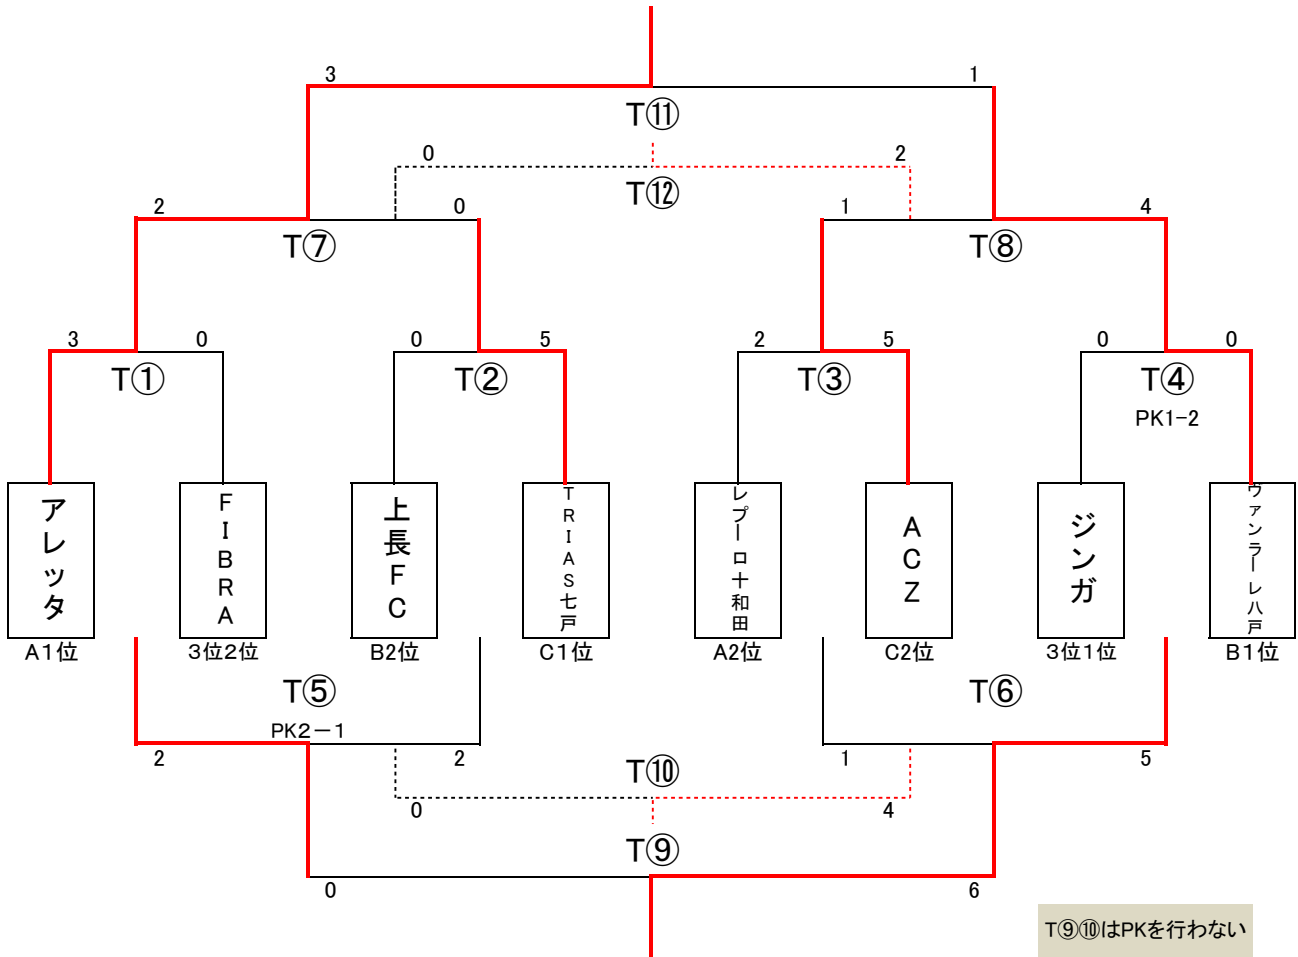 3 1
T⑪
0 2
T⑫
2 0 1 4
T⑦ T⑧
3 0 0 5 2 5 0 0
T① T② T③ T④
PK1-2
アレッタ
FIBRA
上長FC
TRIAS七戸
レプーロ十和田
ACZ
ジンガ
ヴァンラーレ八戸
A1位 3位2位 B2位 C1位 A2位 C2位 3位1位 B1位
T⑤ T⑥
PK2-1
2 2 1 5
T⑩
0 4
T⑨
0 6
T⑨⑩はPKを行わない